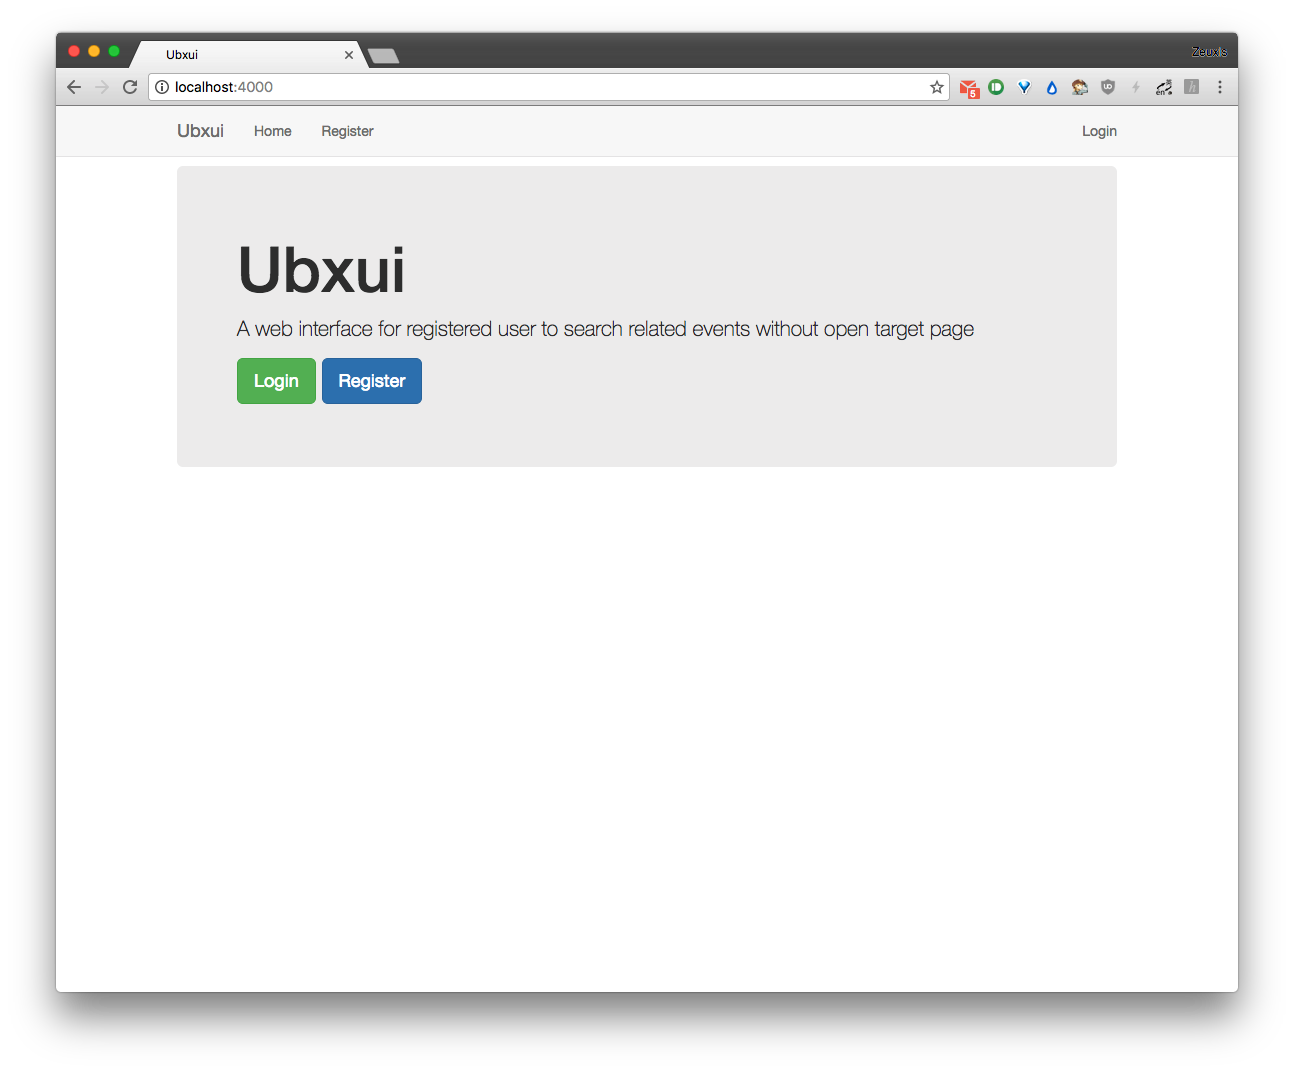 Ubxui
Zeuxis
localhost:4000
5
en
Ubxui Home Register Login
Ubxui
A web interface for registered user to search related events without open target page
Login Register